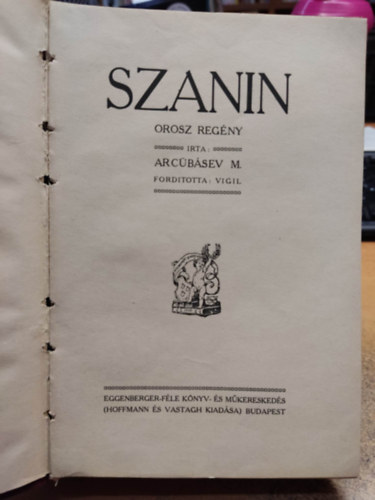 SZANIN
OROSZ REGÉNY
IRTA:
ARCÜBÁSEV M.
FORDITOTTA: VIGIL
EGGENBERGER-FÉLE KÖNYV- ÉS MŰKERESKEDÉS
(HOFFMANN ÉS VASTAGH KIADÁSA) BUDAPEST